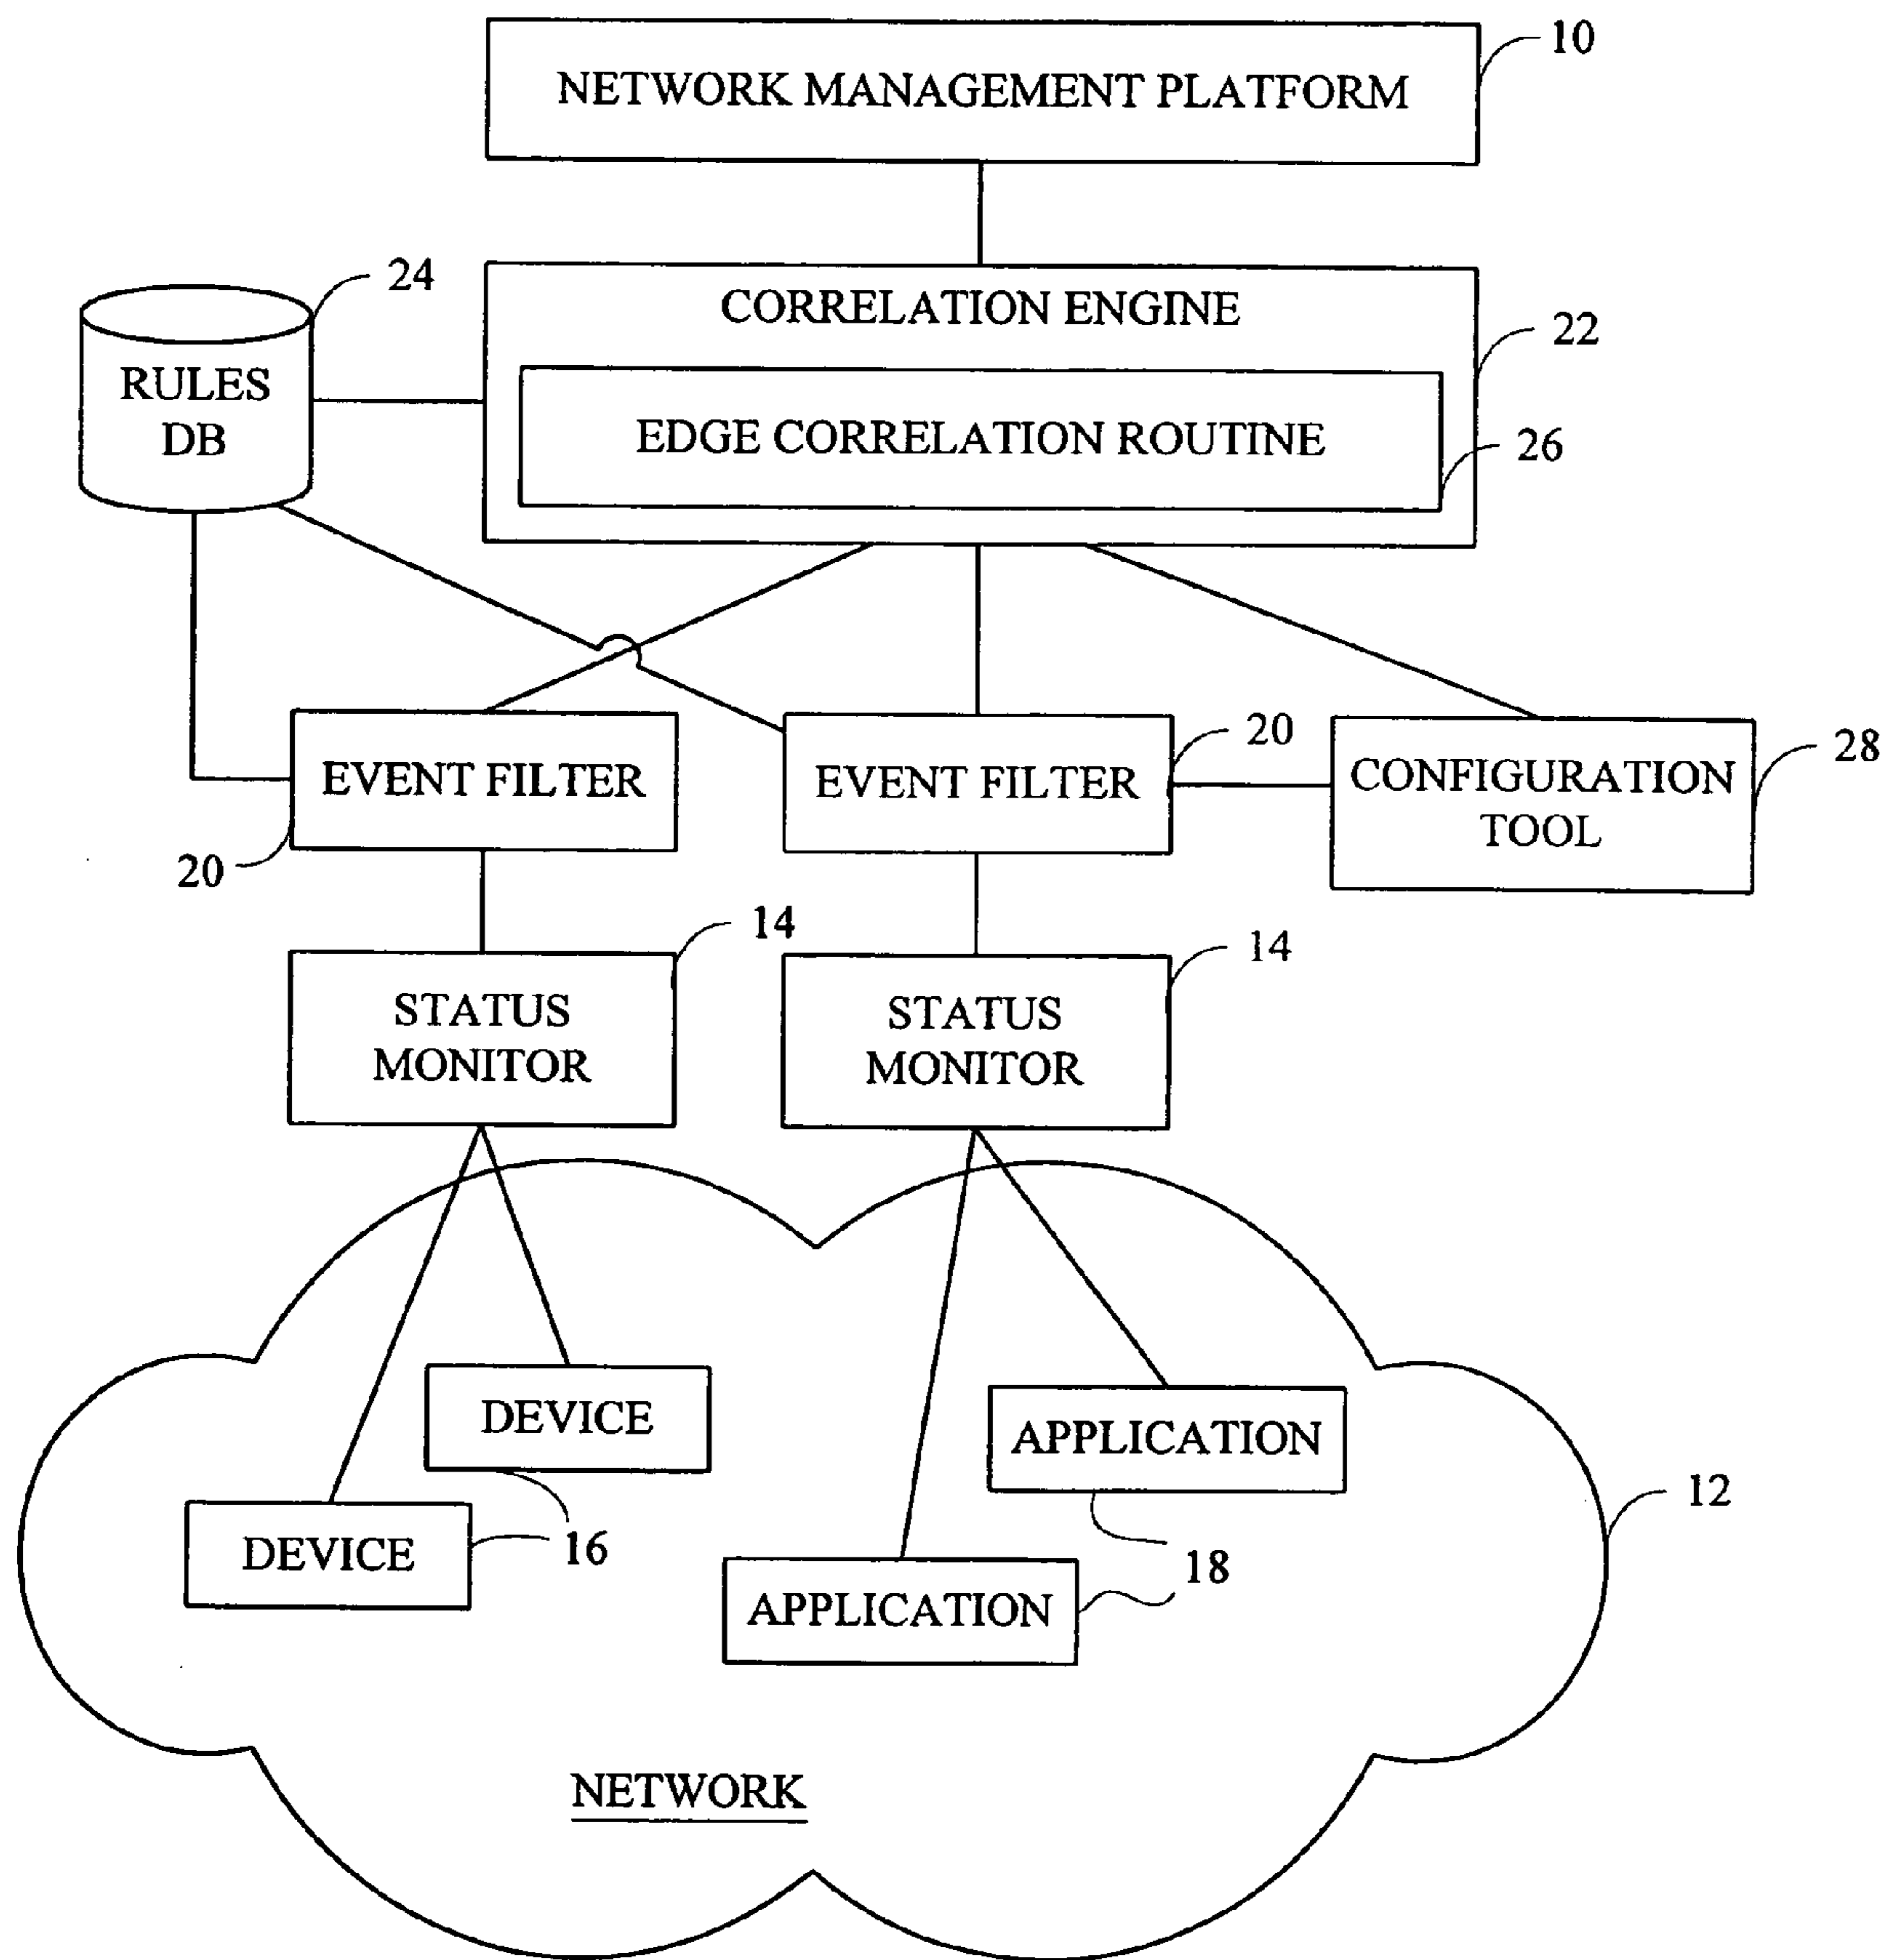 10
NETWORK MANAGEMENT PLATFORM
24
CORRELATION ENGINE
22
RULES
DB
EDGE CORRELATION ROUTINE
26
EVENT FILTER
20
EVENT FILTER
20
CONFIGURATION
TOOL
28
14
STATUS
MONITOR
14
STATUS
MONITOR
DEVICE
DEVICE
16
APPLICATION
APPLICATION
18
12
NETWORK